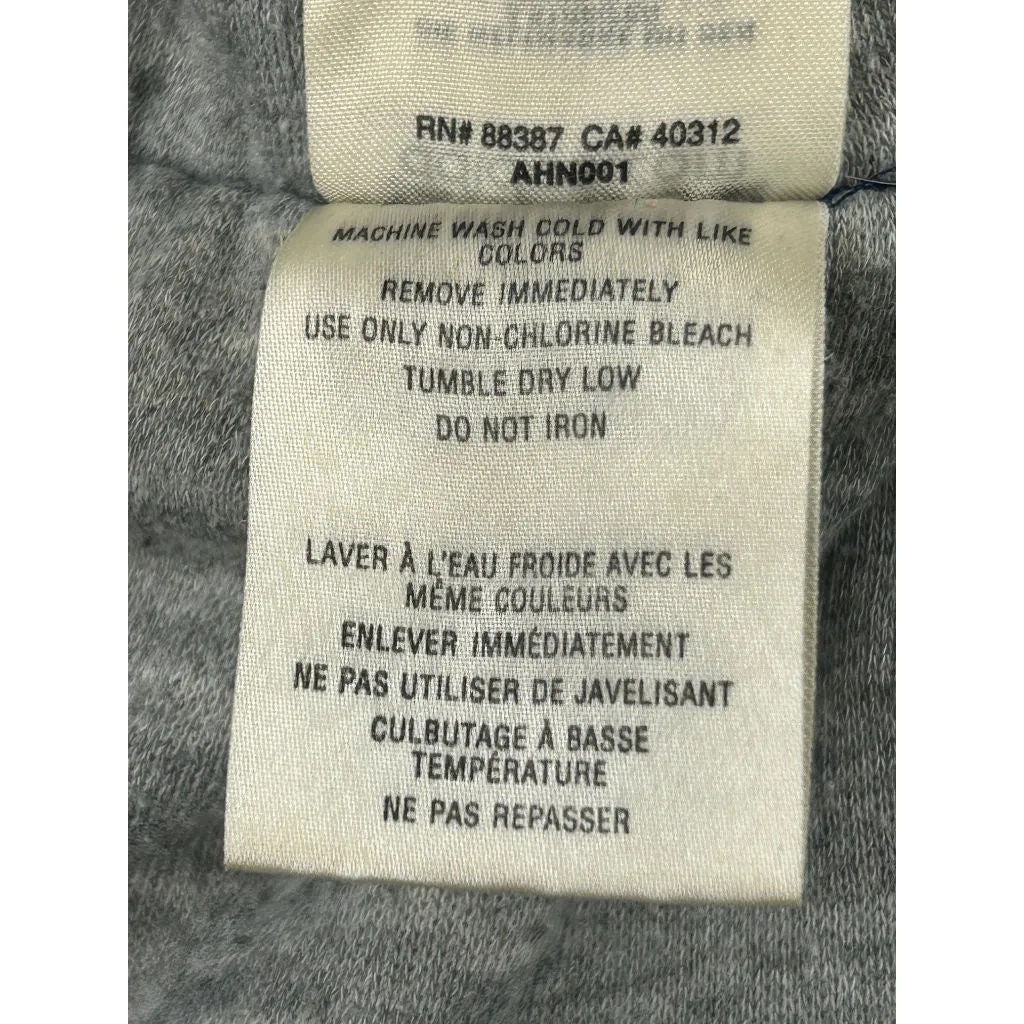 RN# 88387 CA# 40312
AHN001
MACHINE WASH COLD WITH LIKE
COLORS
REMOVE IMMEDIATELY
USE ONLY NON-CHLORINE BLEACH
TUMBLE DRY LOW
DO NOT IRON
LAVER À L'EAU FROIDE AVEC LES
MÊME COULEURS
ENLEVER IMMÉDIATEMENT
NE PAS UTILISER DE JAVELISANT
CULBUTAGE À BASSE
TEMPÉRATURE
NE PAS REPASSER